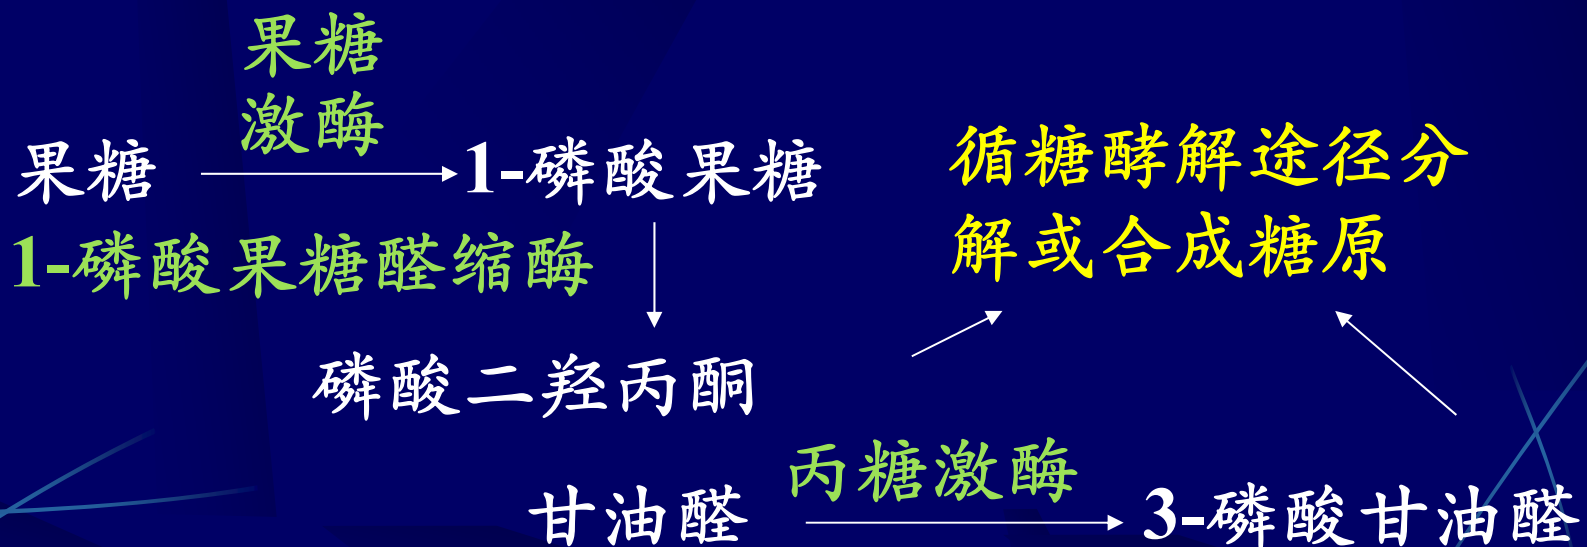 果糖
激酶
果糖
1-磷酸果糖
循糖酵解途径分
解或合成糖原
1-磷酸果糖醛缩酶
磷酸二羟丙酮
丙糖激酶
甘油醛
3-磷酸甘油醛